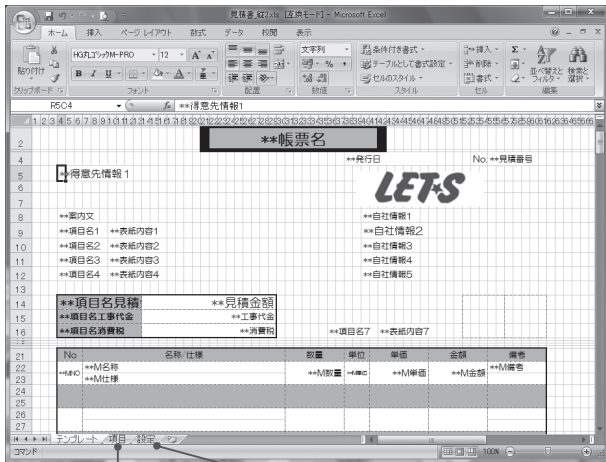 見積書_縦2.xls [互換モード] - Microsoft Excel
ホーム 挿入 ページ レイアウト 数式 データ 校閲 表示
HG丸ゴシックM-PRO 12 文字列 条件付き書式 挿入
貼り付け テーブルとして書式設定 削除 並べ替えと フィルタ 検索と 選択
セルのスタイル 書式
クリップボード フォント 配置 数値 スタイル セル 編集
R5C4 fx **得意先情報1
**帳票名
**発行日 No. **見積番号
**得意先情報1
LET'S
**案内文 **自社情報1
**項目名1 **表紙内容1 **自社情報2
**項目名2 **表紙内容2 **自社情報3
**項目名3 **表紙内容3 **自社情報4
**項目名4 **表紙内容4 **自社情報5
**項目名見積 **見積金額
**項目名工事代金 **工事代金
**項目名消費税 **消費税 **項目名7 **表紙内容7
No 名称/仕様 数量 単位 単価 金額 備考
**MNO **M名称 **M数量 **M単位 **M単価 **M金額 **M備考
**M仕様
テンプレート 項目 設定
コマンド 100%